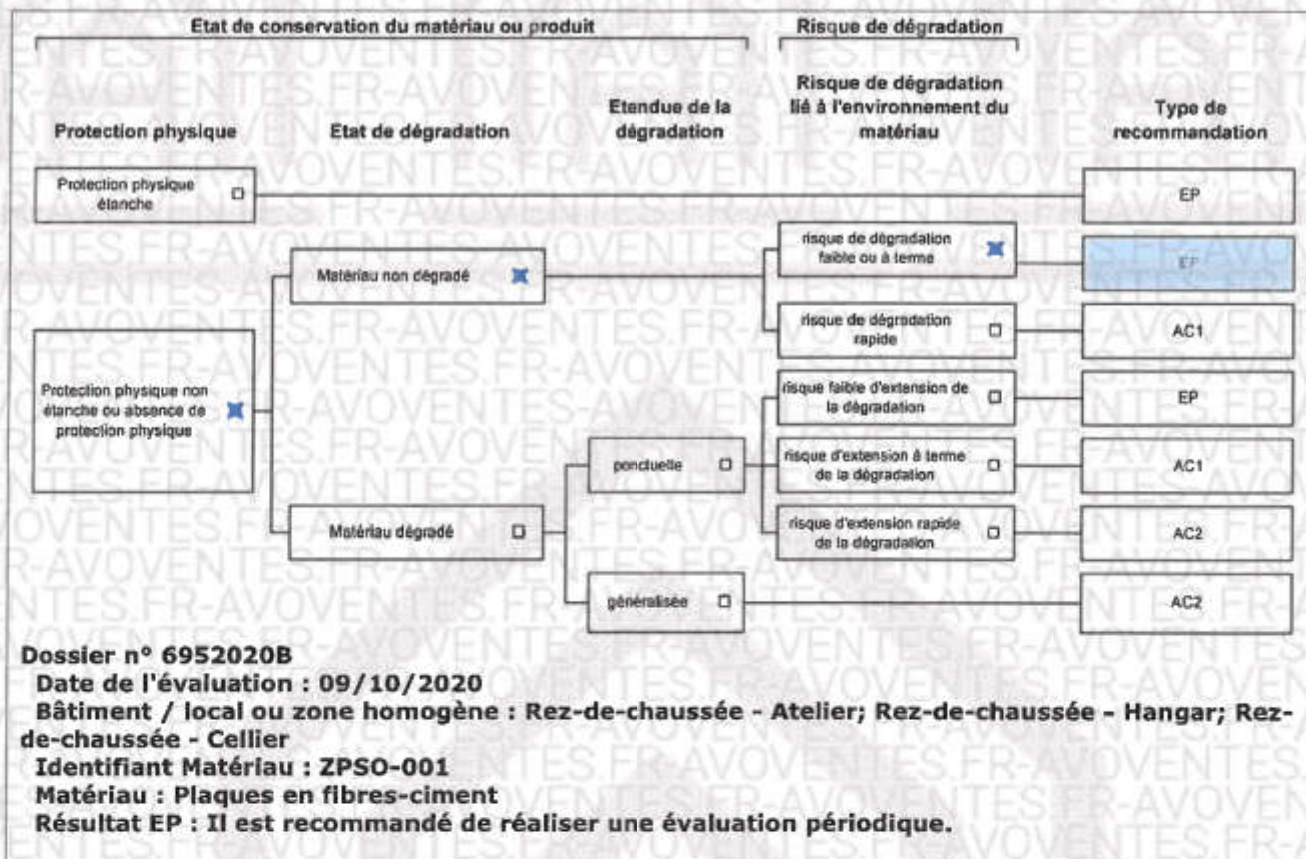 Etat de conservation du matériau ou produit
Risque de dégradation
Protection physique
Etat de dégradation
Etendue de la
dégradation
Risque de dégradation
lié à l'environnement du
matériau
Type de
recommandation
Protection physique
étanche
EP
risque de dégradation
faible ou à terme
EP
Matériau non dégradé
risque de dégradation
rapide
AC1
Protection physique non
étanche ou absence de
protection physique
risque faible d'extension de
la dégradation
EP
ponctuelle
risque d'extension à terme
de la dégradation
AC1
Matériau dégradé
risque d'extension rapide
de la dégradation
AC2
généralisée
AC2
Dossier n° 6952020B
Date de l'évaluation : 09/10/2020
Bâtiment / local ou zone homogène : Rez-de-chaussée - Atelier; Rez-de-chaussée - Hangar; Rez-
de-chaussée - Cellier
Identifiant Matériau : ZPSO-001
Matériau : Plaques en fibres-ciment
Résultat EP : Il est recommandé de réaliser une évaluation périodique.
AVOVENTES.FR